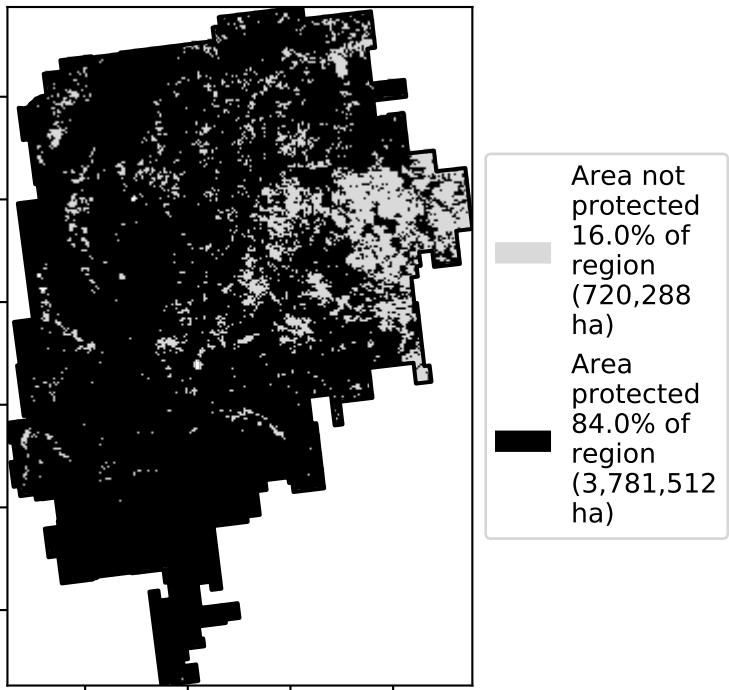 Area not
protected
16.0% of
region
(720,288
ha)
Area
protected
84.0% of
region
(3,781,512
ha)